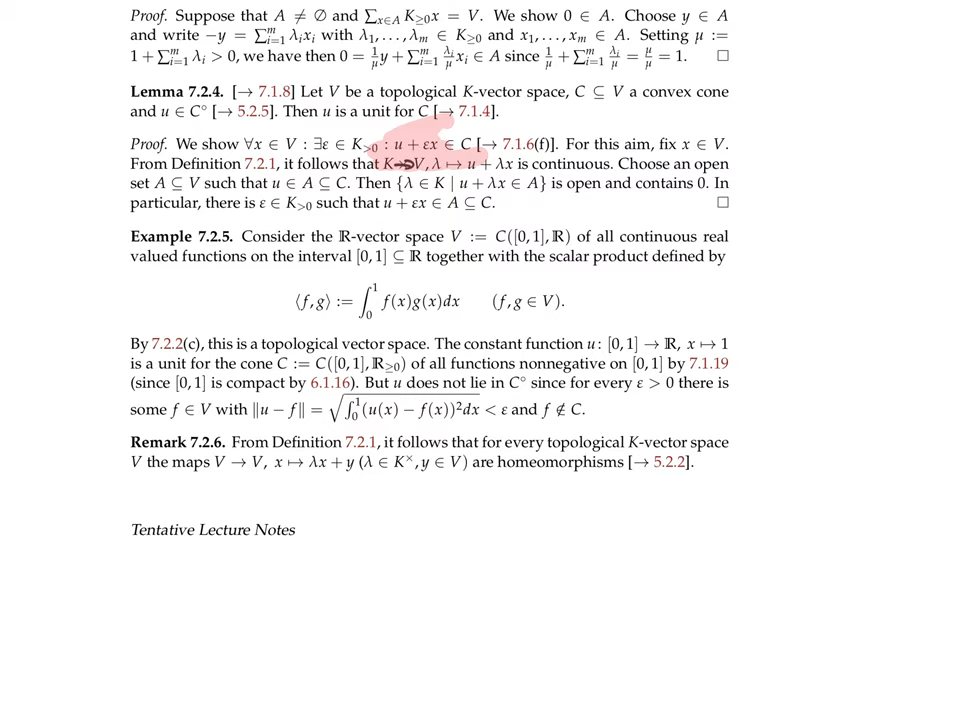 Proof. Suppose that A ≠ ∅ and ∑_{x∈A} K_{≥0}x = V. We show 0 ∈ A. Choose y ∈ A
and write −y = ∑_{i=1}^m λ_i x_i with λ_1, . . . , λ_m ∈ K_{≥0} and x_1, . . . , x_m ∈ A. Setting µ :=
1 + ∑_{i=1}^m λ_i > 0, we have then 0 = \frac{1}{µ}y + ∑_{i=1}^m \frac{λ_i}{µ}x_i ∈ A since \frac{1}{µ} + ∑_{i=1}^m \frac{λ_i}{µ} = \frac{µ}{µ} = 1. □
Lemma 7.2.4. [→ 7.1.8] Let V be a topological K-vector space, C ⊆ V a convex cone
and u ∈ C° [→ 5.2.5]. Then u is a unit for C [→ 7.1.4].
Proof. We show ∀x ∈ V : ∃ε ∈ K_{>0} : u + εx ∈ C [→ 7.1.6(f)]. For this aim, fix x ∈ V.
From Definition 7.2.1, it follows that K → V, λ ↦ u + λx is continuous. Choose an open
set A ⊆ V such that u ∈ A ⊆ C. Then {λ ∈ K | u + λx ∈ A} is open and contains 0. In
particular, there is ε ∈ K_{>0} such that u + εx ∈ A ⊆ C. □
Example 7.2.5. Consider the ℝ-vector space V := C([0, 1], ℝ) of all continuous real
valued functions on the interval [0, 1] ⊆ ℝ together with the scalar product defined by
⟨f, g⟩ := ∫_0^1 f(x)g(x)dx (f, g ∈ V).
By 7.2.2(c), this is a topological vector space. The constant function u : [0, 1] → ℝ, x ↦ 1
is a unit for the cone C := C([0, 1], ℝ_{≥0}) of all functions nonnegative on [0, 1] by 7.1.19
(since [0, 1] is compact by 6.1.16). But u does not lie in C° since for every ε > 0 there is
some f ∈ V with ‖u − f‖ = \sqrt{∫_0^1 (u(x) − f(x))^2dx} < ε and f ∉ C.
Remark 7.2.6. From Definition 7.2.1, it follows that for every topological K-vector space
V the maps V → V, x ↦ λx + y (λ ∈ K^×, y ∈ V) are homeomorphisms [→ 5.2.2].
Tentative Lecture Notes